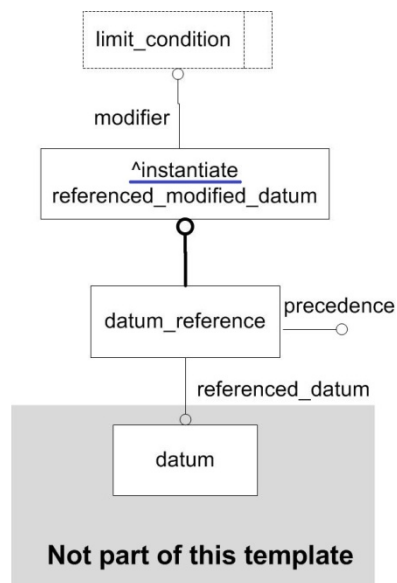 limit_condition
modifier
^instantiate
referenced_modified_datum
precedence
datum_reference
referenced_datum
datum
Not part of this template